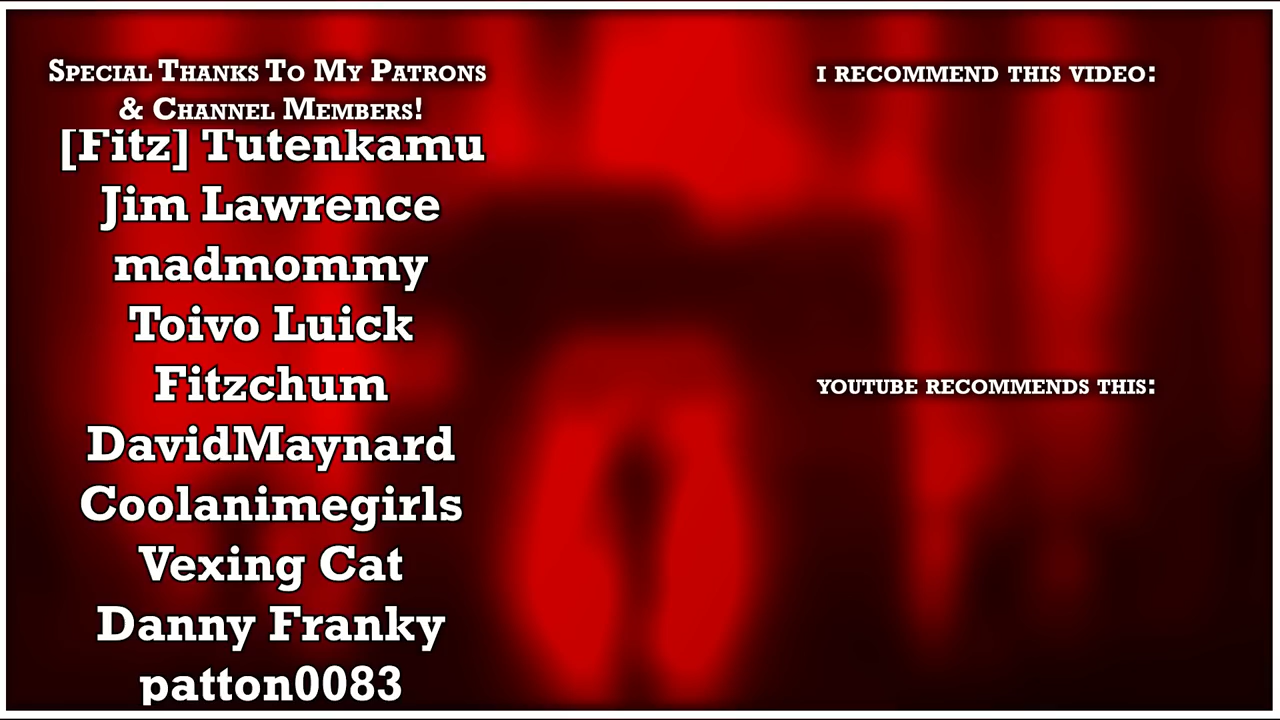 Special Thanks To My Patrons
& Channel Members!
[Fitz] Tutenkamu
Jim Lawrence
madmommy
Toivo Luick
Fitzchum
DavidMaynard
Coolanimegirls
Vexing Cat
Danny Franky
patton0083
I RECOMMEND THIS VIDEO:
YOUTUBE RECOMMENDS THIS: